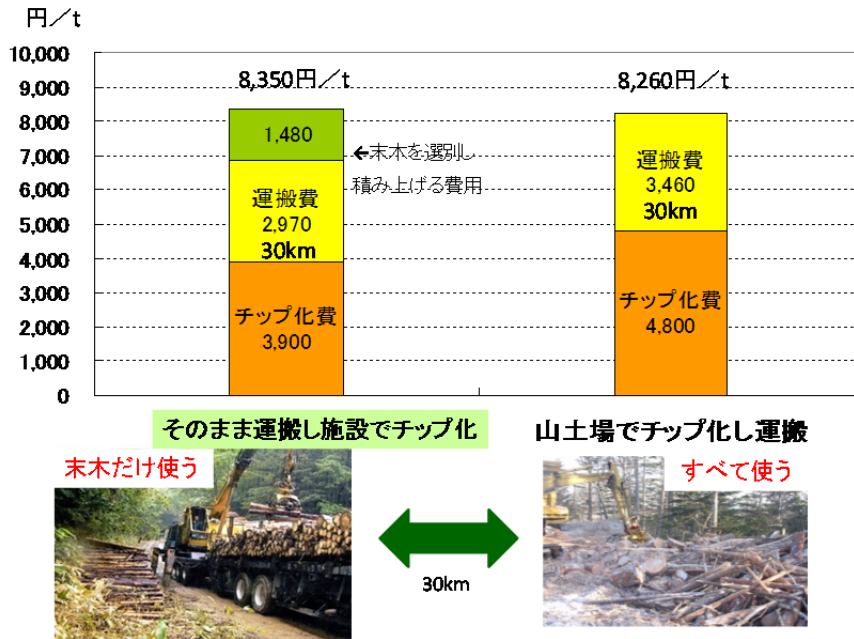 円／t
10,000
9,000
8,000
7,000
6,000
5,000
4,000
3,000
2,000
1,000
0
8,350円／t
1,480
←末木を選別し
積み上げる費用
運搬費
2,970
30km
チップ化費
3,900
8,260円／t
運搬費
3,460
30km
チップ化費
4,800
そのまま運搬し施設でチップ化
山土場でチップ化し運搬
末木だけ使う
すべて使う
30km